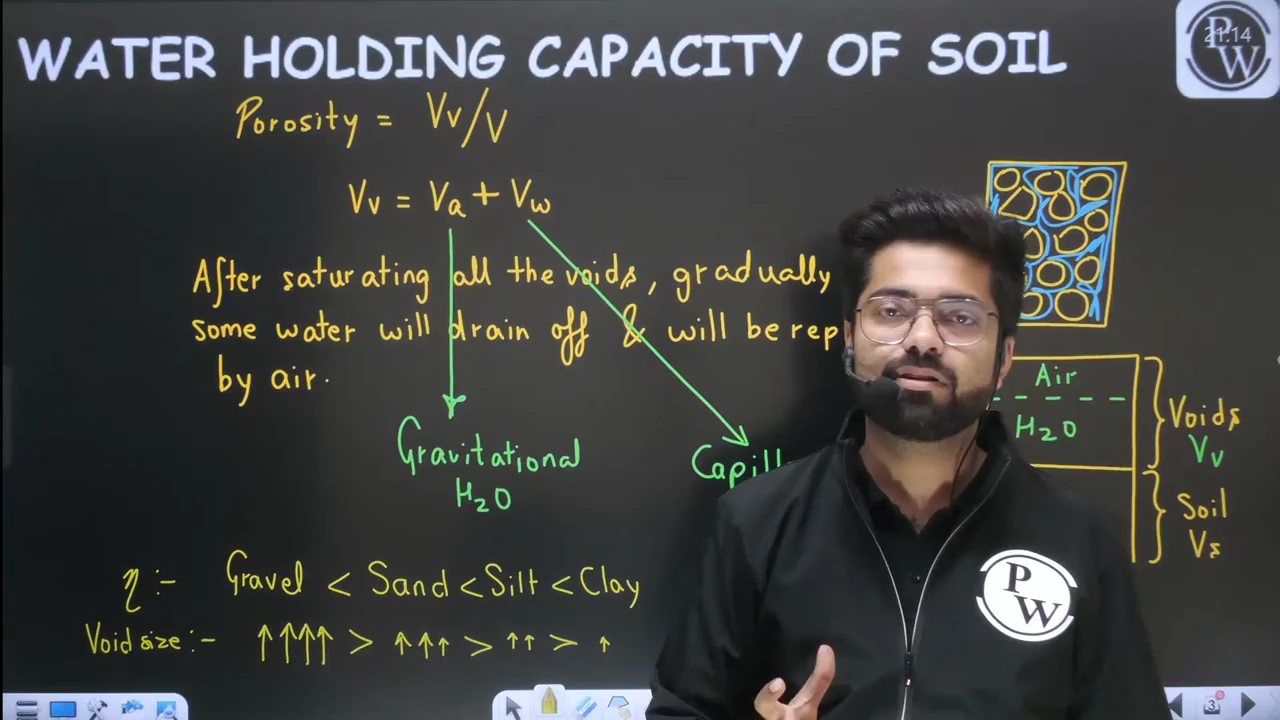 WATER HOLDING CAPACITY OF SOIL
PW
21:14
Porosity = Vv/V
Vv = Va + Vw
After saturating all the voids, gradually
some water will drain off & will be rep
by air.
Gravitational
H2O
Capill
Air
H2O
Voids
Vv
Soil
Vs
η :- Gravel < Sand < Silt < Clay
Void size :- ↑↑↑↑ > ↑↑↑ > ↑↑ > ↑
PW
3